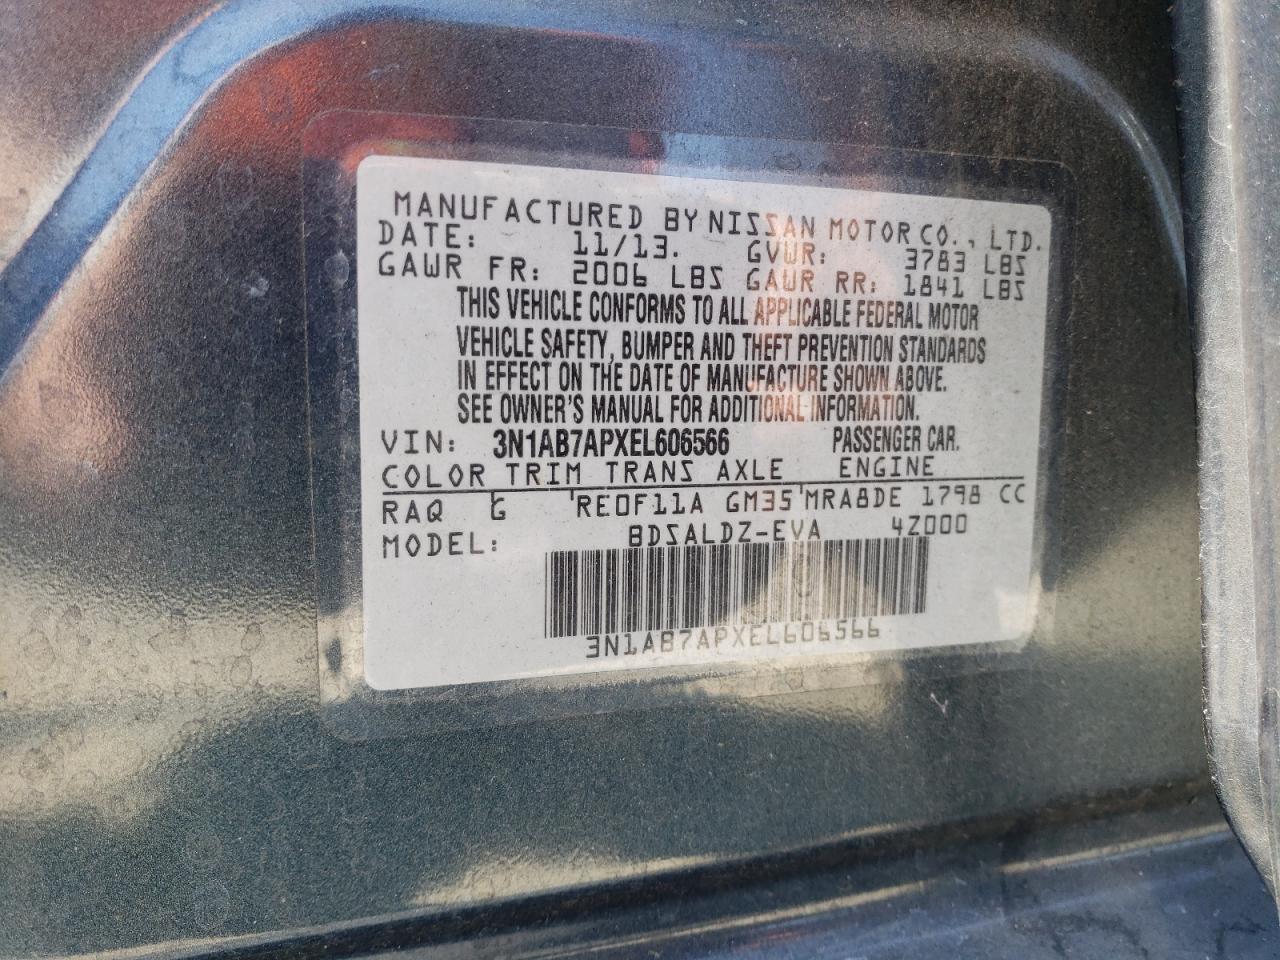 MANUFACTURED BY NISSAN MOTOR CO., LTD.
DATE: 11/13. GVWR: 3783 LBS
GAWR FR: 2006 LBS GAWR RR: 1841 LBS
THIS VEHICLE CONFORMS TO ALL APPLICABLE FEDERAL MOTOR
VEHICLE SAFETY, BUMPER AND THEFT PREVENTION STANDARDS
IN EFFECT ON THE DATE OF MANUFACTURE SHOWN ABOVE.
SEE OWNER'S MANUAL FOR ADDITIONAL INFORMATION.
VIN: 3N1AB7APXEL606566 PASSENGER CAR.
COLOR TRIM TRANS AXLE ENGINE
RAQ G 'RE0F11A GM35'MRA8DE 1798 CC
MODEL: BDSALDZ-EVA 4Z000
3N1AB7APXEL606566